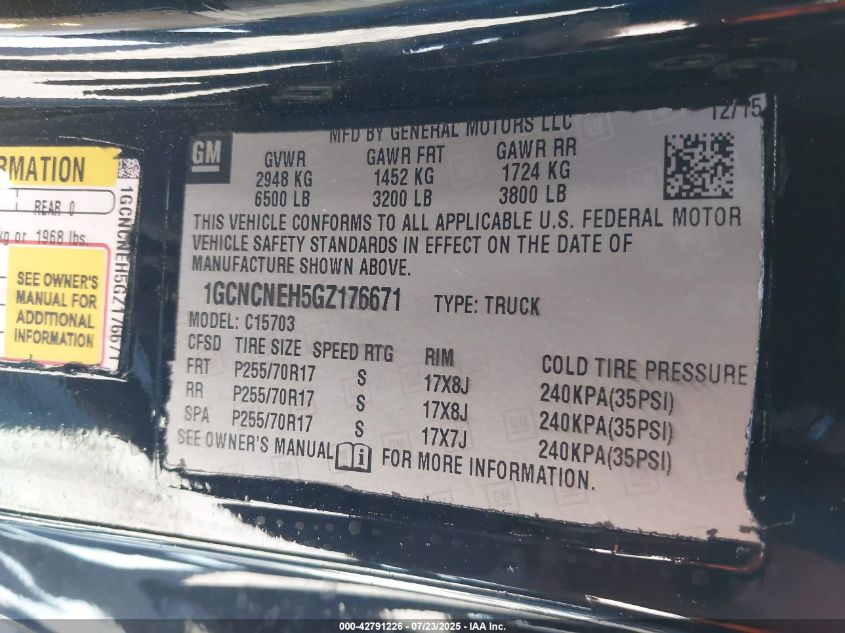 RMATION
REAR 0
kg or 1968 lbs.
SEE OWNER'S
MANUAL FOR
ADDITIONAL
INFORMATION
1GCNCNEH5GZ176671
12/15
MFD BY GENERAL MOTORS LLC
GM
GVWR GAWR FRT GAWR RR
2948 KG 1452 KG 1724 KG
6500 LB 3200 LB 3800 LB
THIS VEHICLE CONFORMS TO ALL APPLICABLE U.S. FEDERAL MOTOR
VEHICLE SAFETY STANDARDS IN EFFECT ON THE DATE OF
MANUFACTURE SHOWN ABOVE.
1GCNCNEH5GZ176671 TYPE: TRUCK
MODEL: C15703
CFSD TIRE SIZE SPEED RTG RIM COLD TIRE PRESSURE
FRT P255/70R17 S 17X8J 240KPA(35PSI)
RR P255/70R17 S 17X8J 240KPA(35PSI)
SPA P255/70R17 S 17X7J 240KPA(35PSI)
SEE OWNER'S MANUAL FOR MORE INFORMATION.
000-42791226 - 07/23/2025 - IAA Inc.